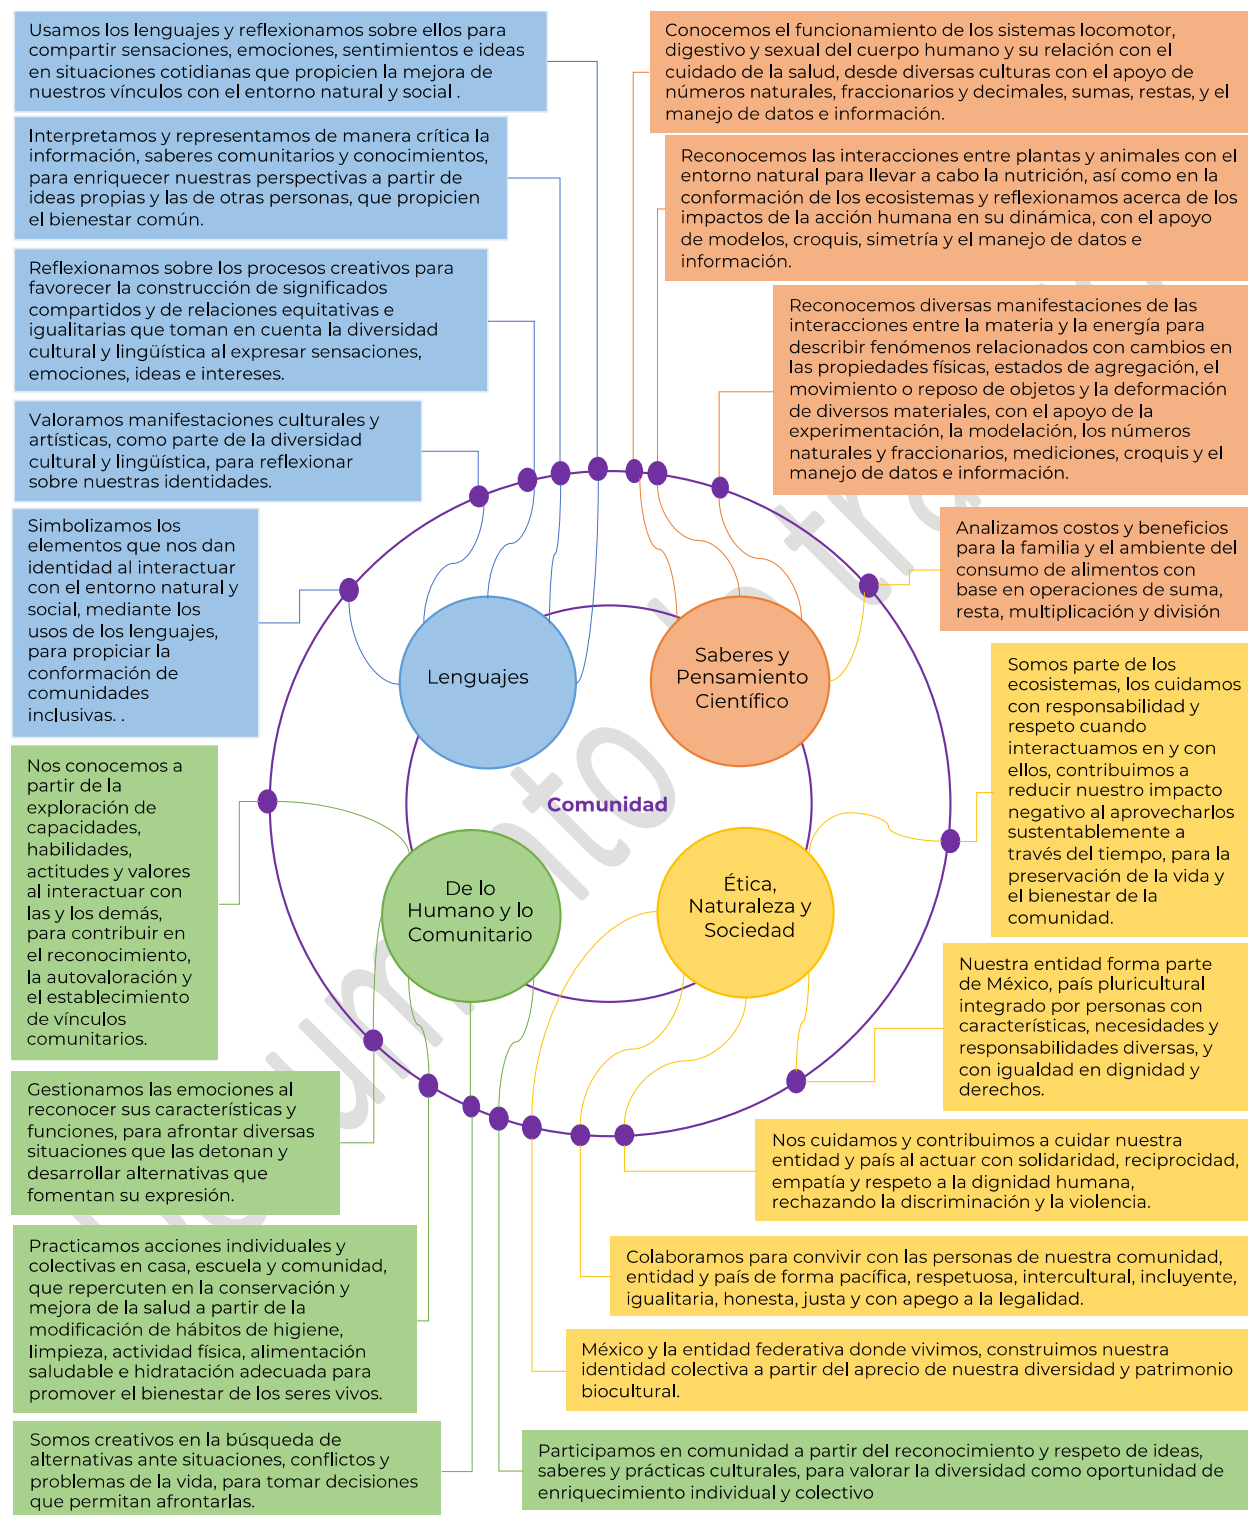 Usamos los lenguajes y reflexionamos sobre ellos para
compartir sensaciones, emociones, sentimientos e ideas
en situaciones cotidianas que propicien la mejora de
nuestros vínculos con el entorno natural y social .
Interpretamos y representamos de manera crítica la
información, saberes comunitarios y conocimientos,
para enriquecer nuestras perspectivas a partir de
ideas propias y las de otras personas, que propicien
el bienestar común.
Reflexionamos sobre los procesos creativos para
favorecer la construcción de significados
compartidos y de relaciones equitativas e
igualitarias que toman en cuenta la diversidad
cultural y lingüística al expresar sensaciones,
emociones, ideas e intereses.
Valoramos manifestaciones culturales y
artísticas, como parte de la diversidad
cultural y lingüística, para reflexionar
sobre nuestras identidades.
Simbolizamos los
elementos que nos dan
identidad al interactuar
con el entorno natural y
social, mediante los
usos de los lenguajes,
para propiciar la
conformación de
comunidades
inclusivas. .
Conocemos el funcionamiento de los sistemas locomotor,
digestivo y sexual del cuerpo humano y su relación con el
cuidado de la salud, desde diversas culturas con el apoyo de
números naturales, fraccionarios y decimales, sumas, restas, y el
manejo de datos e información.
Reconocemos las interacciones entre plantas y animales con el
entorno natural para llevar a cabo la nutrición, así como en la
conformación de los ecosistemas y reflexionamos acerca de los
impactos de la acción humana en su dinámica, con el apoyo
de modelos, croquis, simetría y el manejo de datos e
información.
Reconocemos diversas manifestaciones de las
interacciones entre la materia y la energía para
describir fenómenos relacionados con cambios en
las propiedades físicas, estados de agregación, el
movimiento o reposo de objetos y la deformación
de diversos materiales, con el apoyo de la
experimentación, la modelación, los números
naturales y fraccionarios, mediciones, croquis y el
manejo de datos e información.
Analizamos costos y beneficios
para la familia y el ambiente del
consumo de alimentos con
base en operaciones de suma,
resta, multiplicación y división
Lenguajes
Saberes y
Pensamiento
Científico
Comunidad
De lo
Humano y lo
Comunitario
Ética,
Naturaleza y
Sociedad
Somos parte de los
ecosistemas, los cuidamos
con responsabilidad y
respeto cuando
interactuamos en y con
ellos, contribuimos a
reducir nuestro impacto
negativo al aprovecharlos
sustentablemente a
través del tiempo, para la
preservación de la vida y
el bienestar de la
comunidad.
Nuestra entidad forma parte
de México, país pluricultural
integrado por personas con
características, necesidades y
responsabilidades diversas, y
con igualdad en dignidad y
derechos.
Nos cuidamos y contribuimos a cuidar nuestra
entidad y país al actuar con solidaridad, reciprocidad,
empatía y respeto a la dignidad humana,
rechazando la discriminación y la violencia.
Colaboramos para convivir con las personas de nuestra comunidad,
entidad y país de forma pacífica, respetuosa, intercultural, incluyente,
igualitaria, honesta, justa y con apego a la legalidad.
México y la entidad federativa donde vivimos, construimos nuestra
identidad colectiva a partir del aprecio de nuestra diversidad y patrimonio
biocultural.
Nos conocemos a
partir de la
exploración de
capacidades,
habilidades,
actitudes y valores
al interactuar con
las y los demás,
para contribuir en
el reconocimiento,
la autovaloración y
el establecimiento
de vínculos
comunitarios.
Gestionamos las emociones al
reconocer sus características y
funciones, para afrontar diversas
situaciones que las detonan y
desarrollar alternativas que
fomentan su expresión.
Practicamos acciones individuales y
colectivas en casa, escuela y comunidad,
que repercuten en la conservación y
mejora de la salud a partir de la
modificación de hábitos de higiene,
limpieza, actividad física, alimentación
saludable e hidratación adecuada para
promover el bienestar de los seres vivos.
Somos creativos en la búsqueda de
alternativas ante situaciones, conflictos y
problemas de la vida, para tomar decisiones
que permitan afrontarlas.
Participamos en comunidad a partir del reconocimiento y respeto de ideas,
saberes y prácticas culturales, para valorar la diversidad como oportunidad de
enriquecimiento individual y colectivo